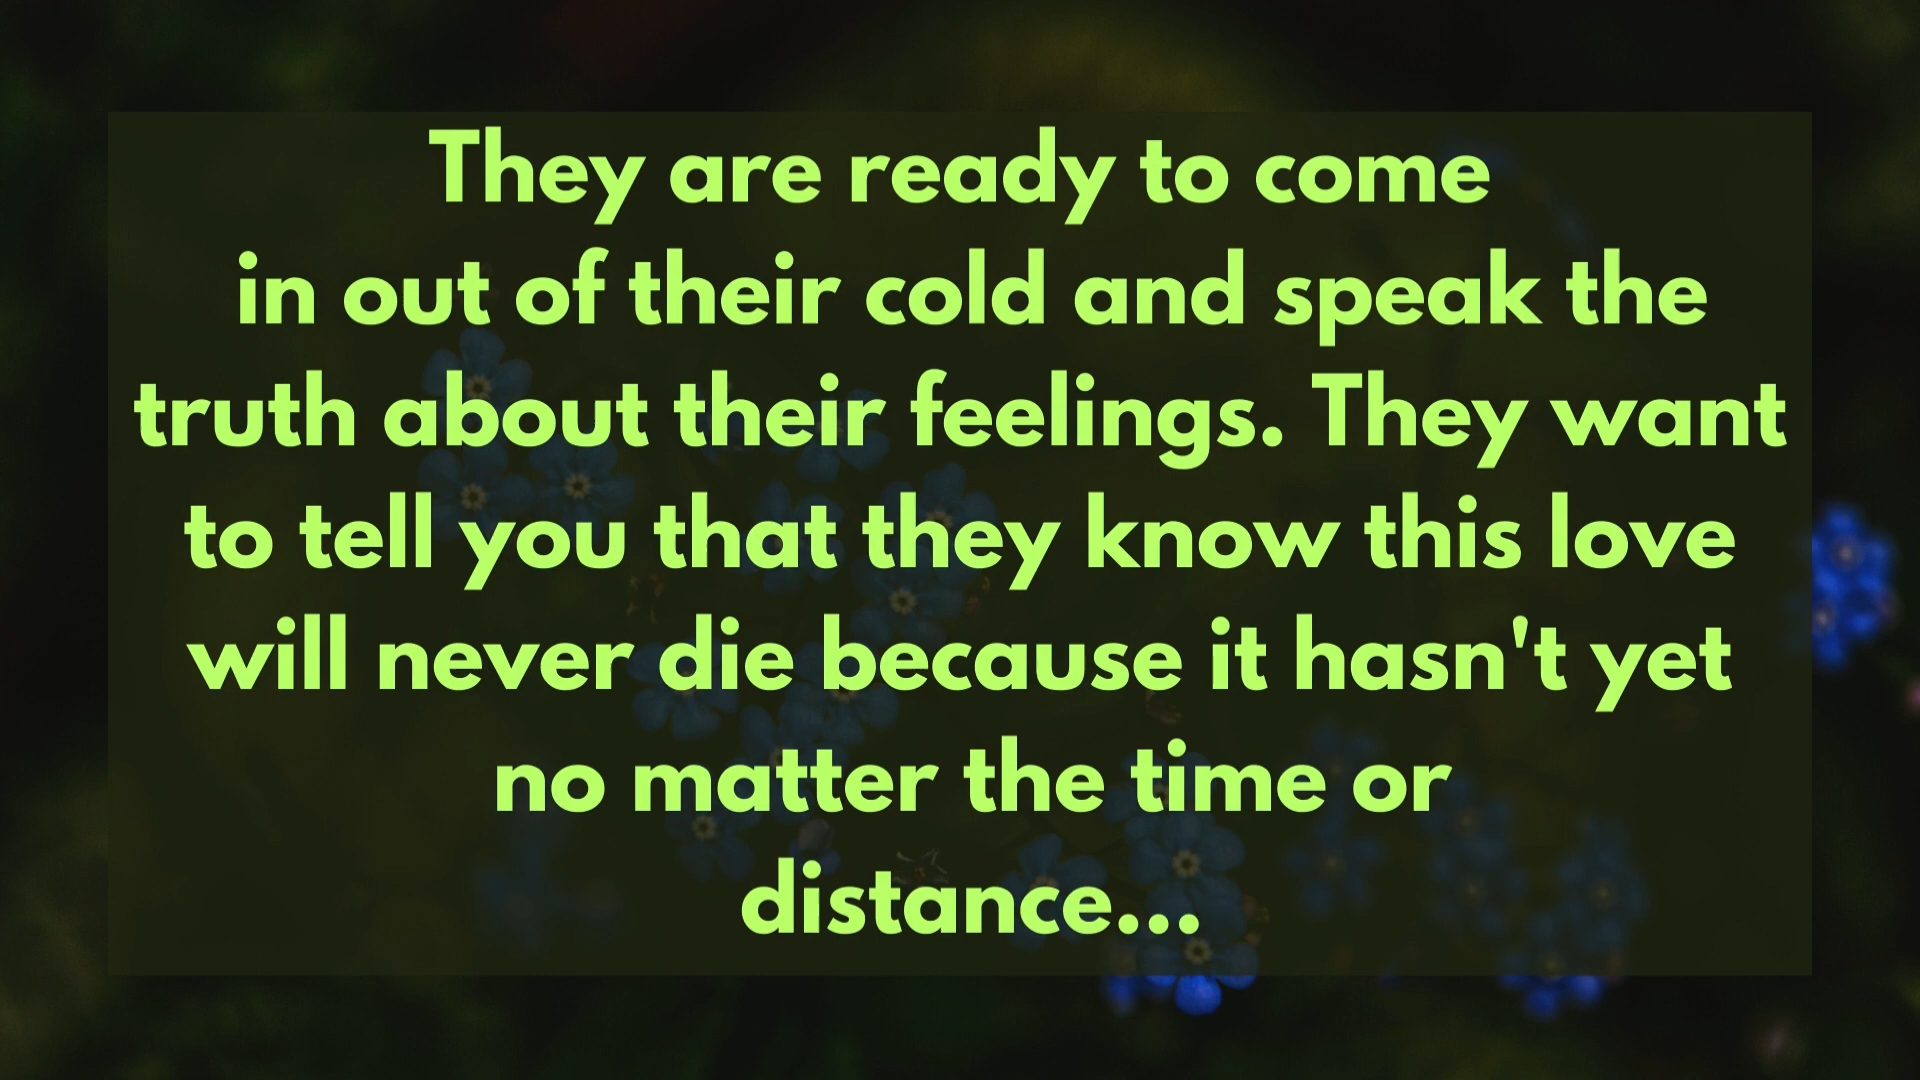 They are ready to come
in out of their cold and speak the
truth about their feelings. They want
to tell you that they know this love
will never die because it hasn't yet
no matter the time or
distance...